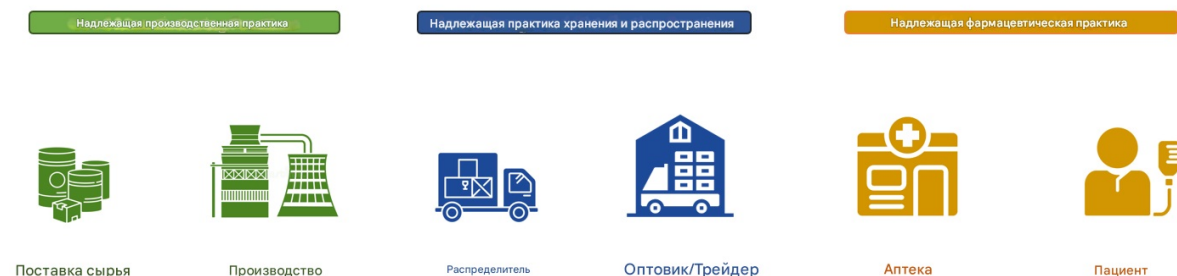 Надлежащая производственная практика
Надлежащая практика хранения и распространения
Надлежащая фармацевтическая практика
Поставка сырья
Производство
Распределитель
Оптовик/Трейдер
Аптека
Пациент